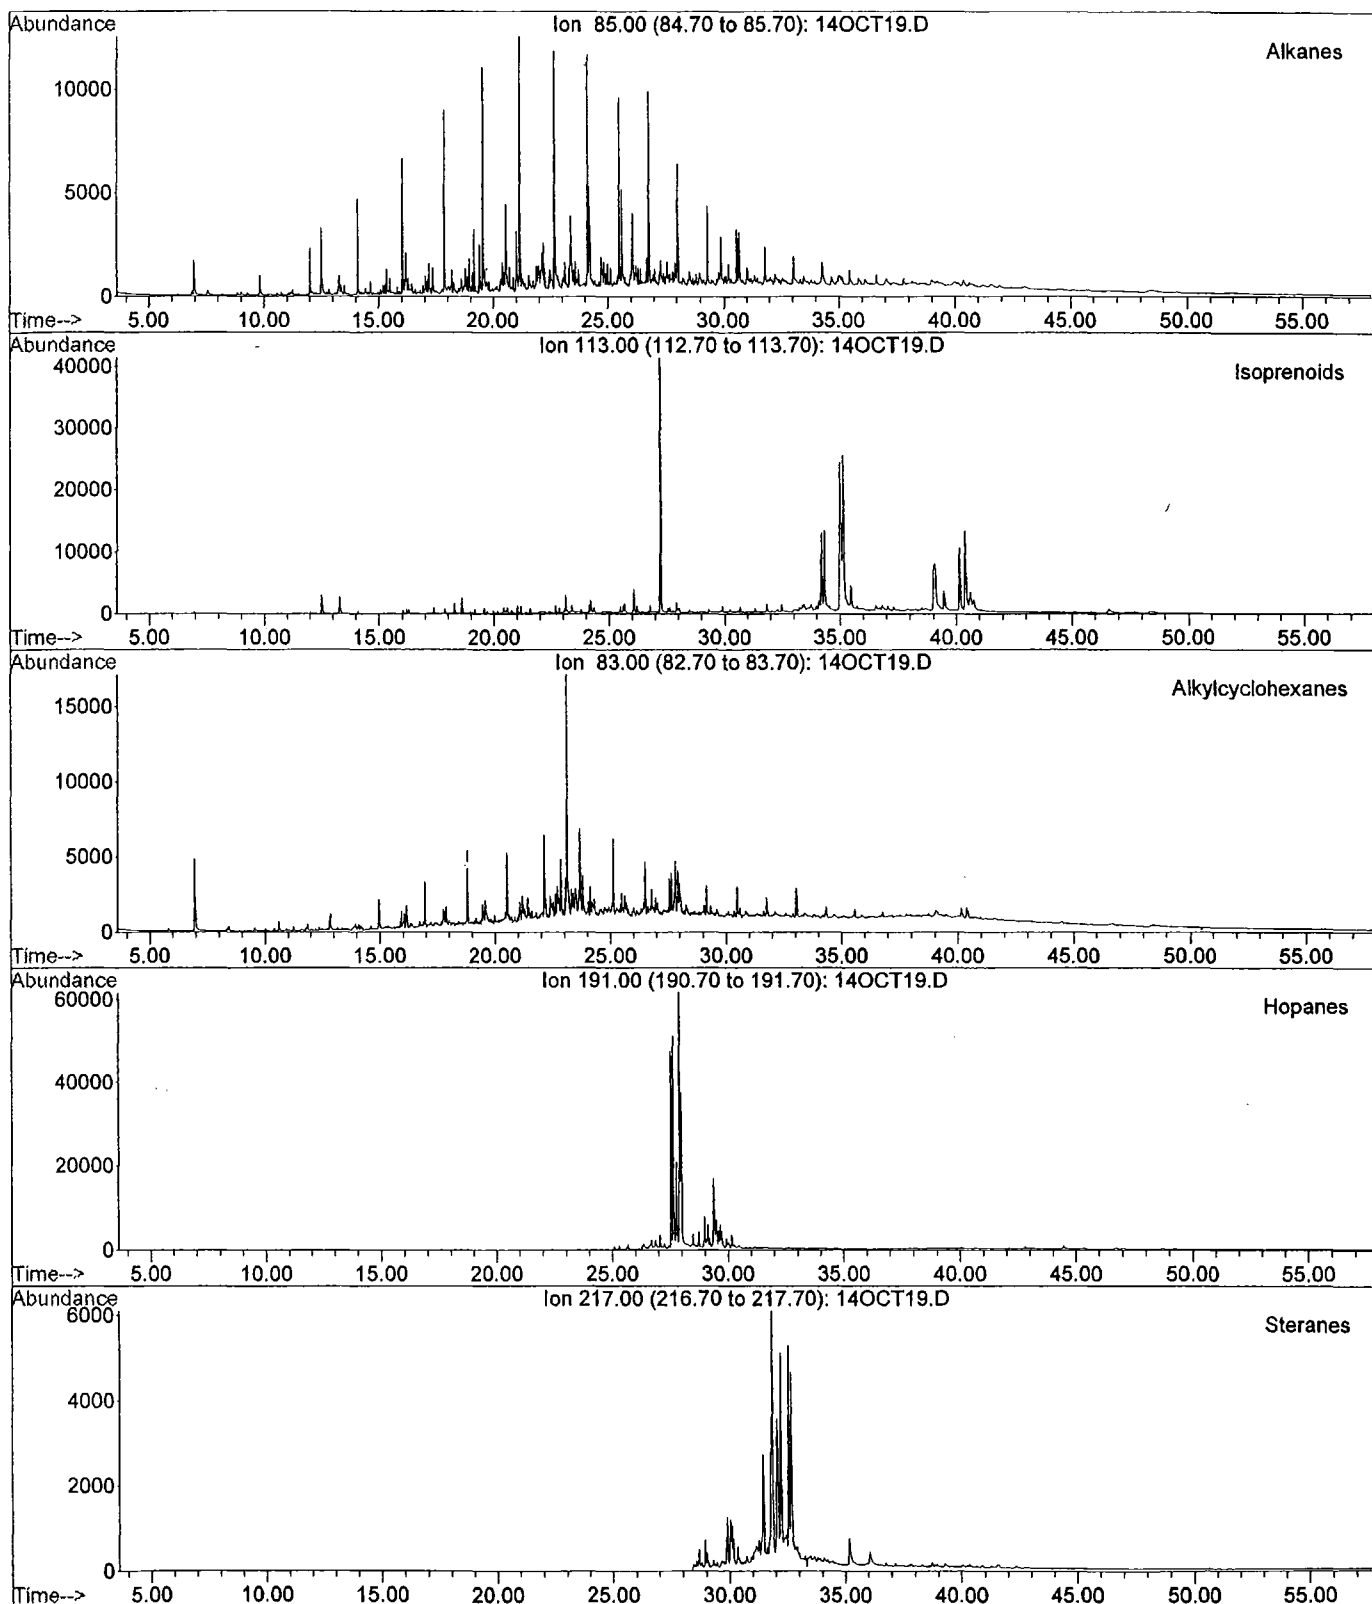 Abundance Ion 85.00 (84.70 to 85.70): 14OCT19.D
Alkanes
10000
5000
0
Time--> 5.00 10.00 15.00 20.00 25.00 30.00 35.00 40.00 45.00 50.00 55.00
Abundance Ion 113.00 (112.70 to 113.70): 14OCT19.D
40000 Isoprenoids
30000
20000
10000
0
Time--> 5.00 10.00 15.00 20.00 25.00 30.00 35.00 40.00 45.00 50.00 55.00
Abundance Ion 83.00 (82.70 to 83.70): 14OCT19.D
Alkylcyclohexanes
15000
10000
5000
0
Time--> 5.00 10.00 15.00 20.00 25.00 30.00 35.00 40.00 45.00 50.00 55.00
Abundance Ion 191.00 (190.70 to 191.70): 14OCT19.D
60000 Hopanes
40000
20000
0
Time--> 5.00 10.00 15.00 20.00 25.00 30.00 35.00 40.00 45.00 50.00 55.00
Abundance Ion 217.00 (216.70 to 217.70): 14OCT19.D
6000 Steranes
4000
2000
0
Time--> 5.00 10.00 15.00 20.00 25.00 30.00 35.00 40.00 45.00 50.00 55.00